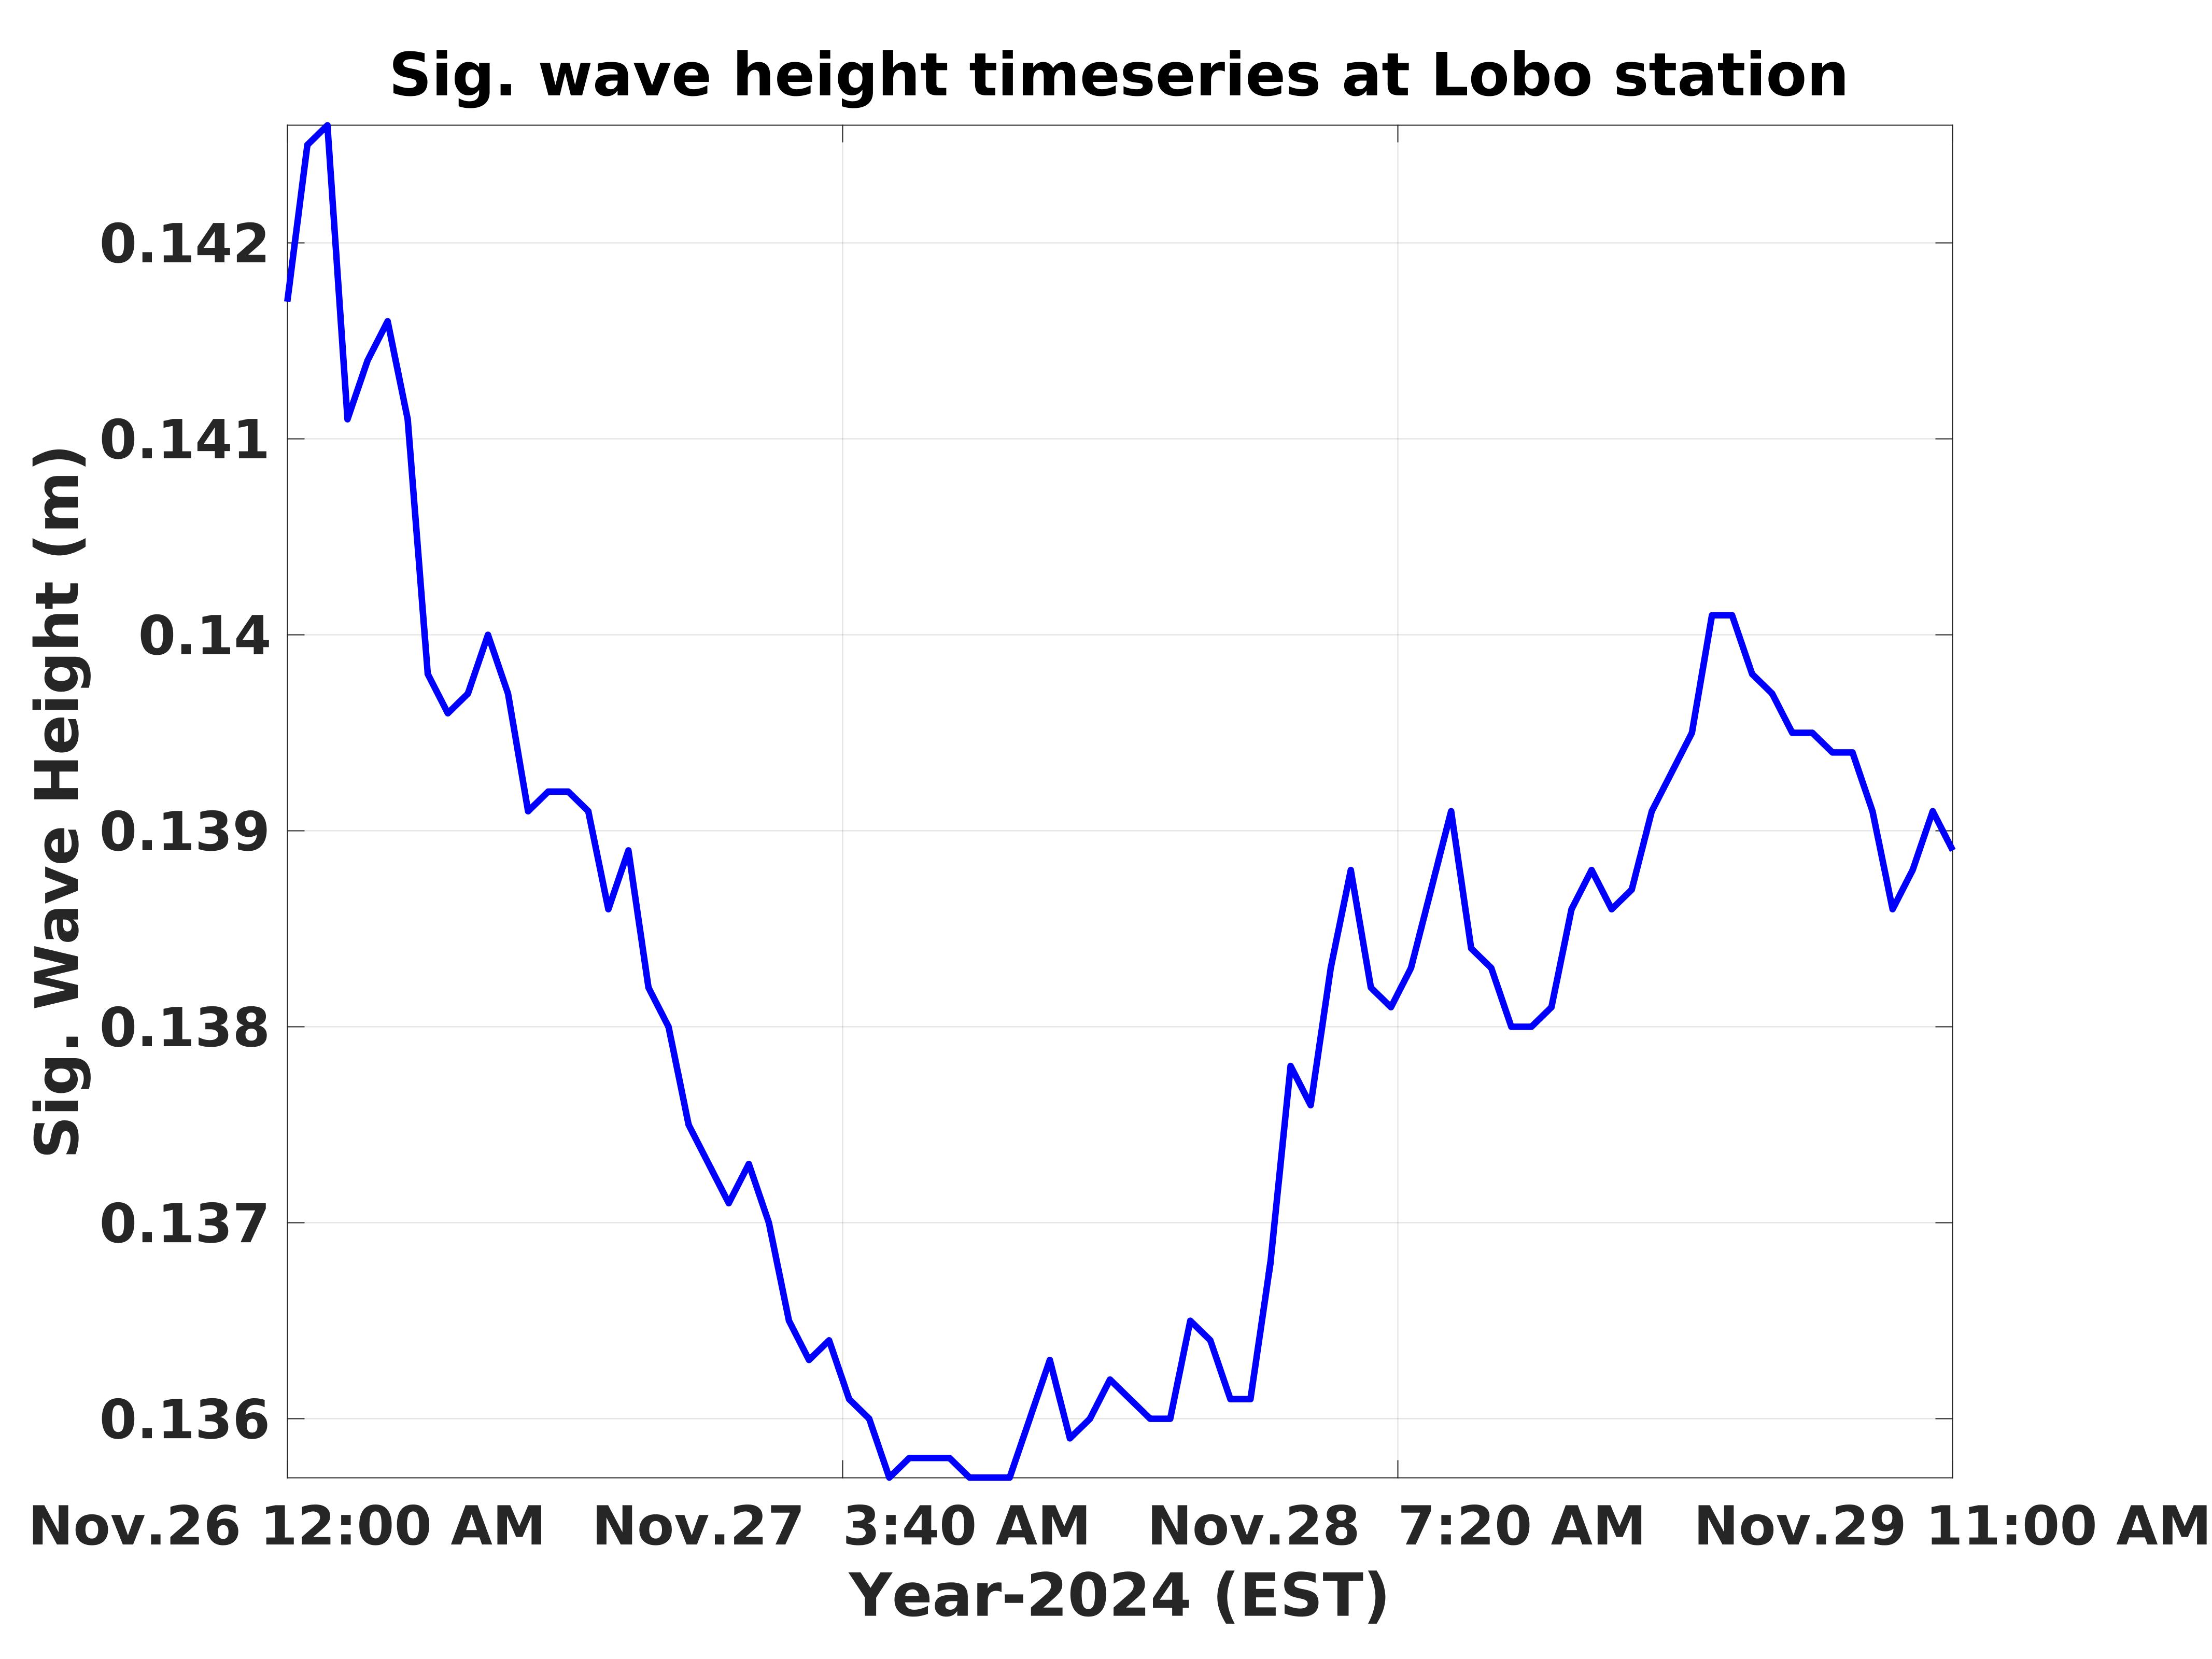 Sig. wave height timeseries at Lobo station
Sig. Wave Height (m)
0.142
0.141
0.14
0.139
0.138
0.137
0.136
Nov.26 12:00 AM Nov.27 3:40 AM Nov.28 7:20 AM Nov.29 11:00 AM
Year-2024 (EST)